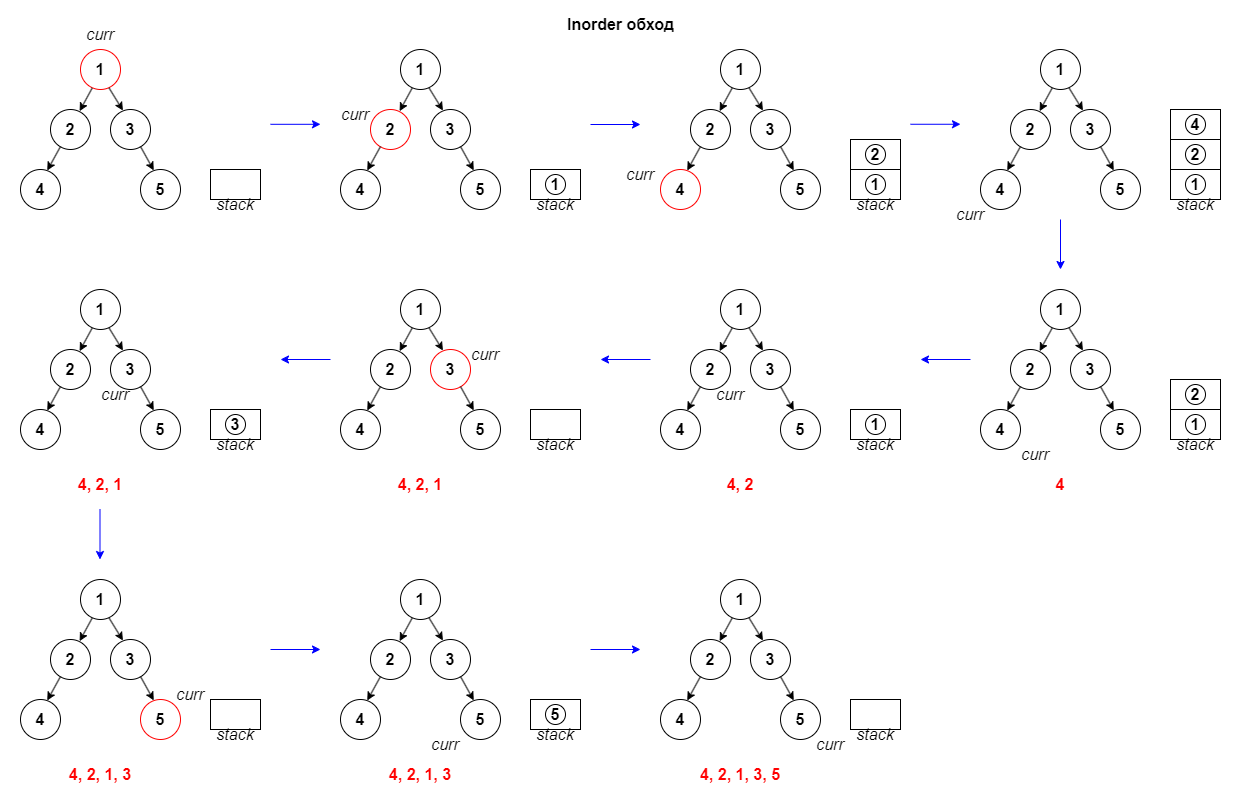 Inorder обход
curr
1
2 3
4 5
stack
1
curr 2 3
4 5
1
stack
1
2 3
curr 4 5
2
1
stack
1
2 3
4 5
curr
4
2
1
stack
1
2 3
curr
4 5
3
stack
4, 2, 1
1
2 3 curr
4 5
stack
4, 2, 1
1
2 3
curr
4 5
1
stack
4, 2
1
2 3
4 5
curr
2
1
stack
4
1
2 3
curr
4 5
stack
4, 2, 1, 3
1
2 3
4 5
curr
5
stack
4, 2, 1, 3
1
2 3
4 5
curr
stack
4, 2, 1, 3, 5